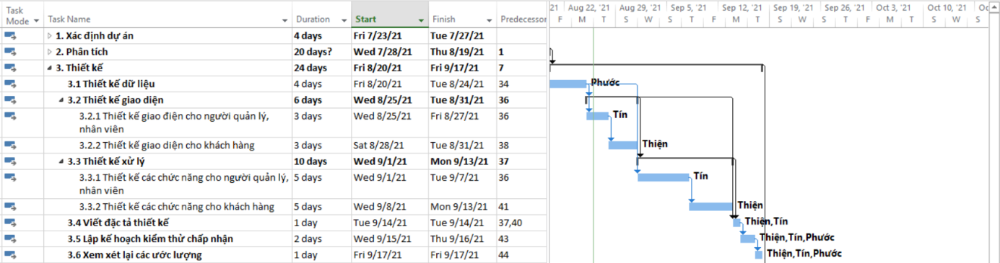 Task Mode Task Name Duration Start Finish Predecessor
21 Aug 22, '21 Aug 29, '21 Sep 5, '21 Sep 12, '21 Sep 19, '21 Sep 26, '21 Oct 3, '21 Oct 10, '21 Oc
F M T S W S T F M T S W S T F M T S
1. Xác định dự án 4 days Fri 7/23/21 Tue 7/27/21
2. Phân tích 20 days? Wed 7/28/21 Thu 8/19/21 1
3. Thiết kế 24 days Fri 8/20/21 Fri 9/17/21 7
3.1 Thiết kế dữ liệu 4 days Fri 8/20/21 Tue 8/24/21 34 Phước
3.2 Thiết kế giao diện 6 days Wed 8/25/21 Tue 8/31/21 36
3.2.1 Thiết kế giao điện cho người quản lý, 3 days Wed 8/25/21 Fri 8/27/21 36 Tín
nhân viên
3.2.2 Thiết kế giao diện cho khách hàng 3 days Sat 8/28/21 Tue 8/31/21 38 Thiện
3.3 Thiết kế xử lý 10 days Wed 9/1/21 Mon 9/13/21 37
3.3.1 Thiết kế các chức năng cho người quản lý, 5 days Wed 9/1/21 Tue 9/7/21 36 Tín
nhân viên
3.3.2 Thiết kế các chức năng cho khách hàng 5 days Wed 9/8/21 Mon 9/13/21 41 Thiện
3.4 Viết đặc tả thiết kế 1 day Tue 9/14/21 Tue 9/14/21 37,40 Thiện,Tín
3.5 Lập kế hoạch kiểm thử chấp nhận 2 days Wed 9/15/21 Thu 9/16/21 43 Thiện,Tín,Phước
3.6 Xem xét lại các ước lượng 1 day Fri 9/17/21 Fri 9/17/21 44 Thiện,Tín,Phước